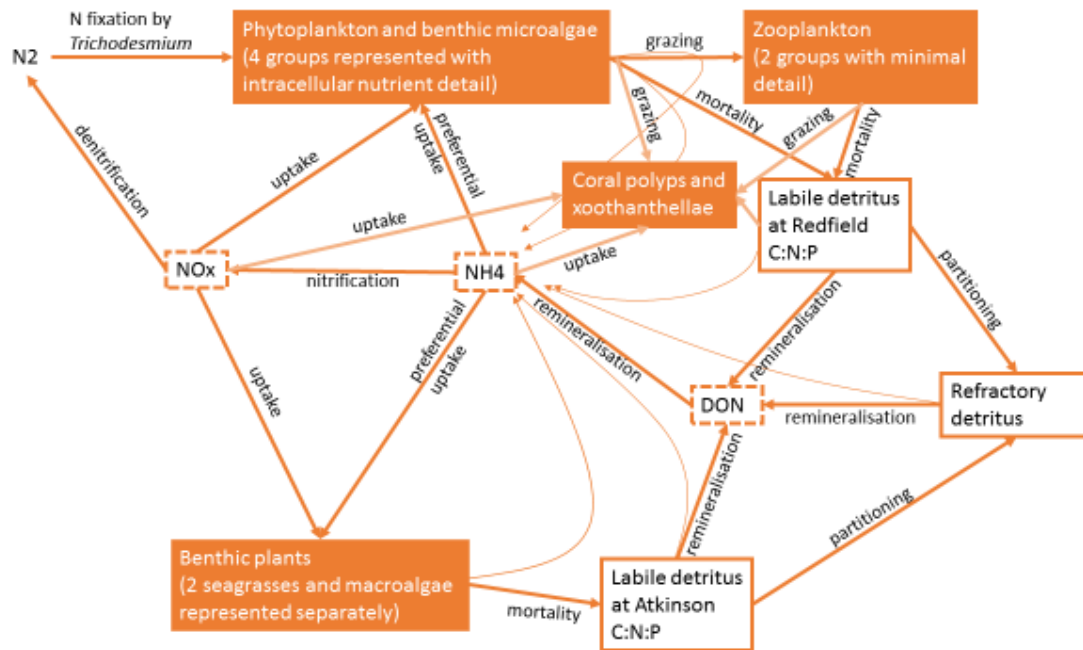 N fixation by
Trichodesmium
N2
Phytoplankton and benthic microalgae
(4 groups represented with
intracellular nutrient detail)
grazing
Zooplankton
(2 groups with minimal
detail)
denitrification
uptake
preferential
uptake
grazing
mortality
grazing
mortality
Coral polyps and
xoothanthellae
Labile detritus
at Redfield
C:N:P
uptake
NOx
nitrification
NH4
uptake
partitioning
remineralisation
remineralisation
uptake
preferential
uptake
DON
remineralisation
Refractory
detritus
remineralisation
partitioning
Benthic plants
(2 seagrasses and macroalgae
represented separately)
mortality
Labile detritus
at Atkinson
C:N:P